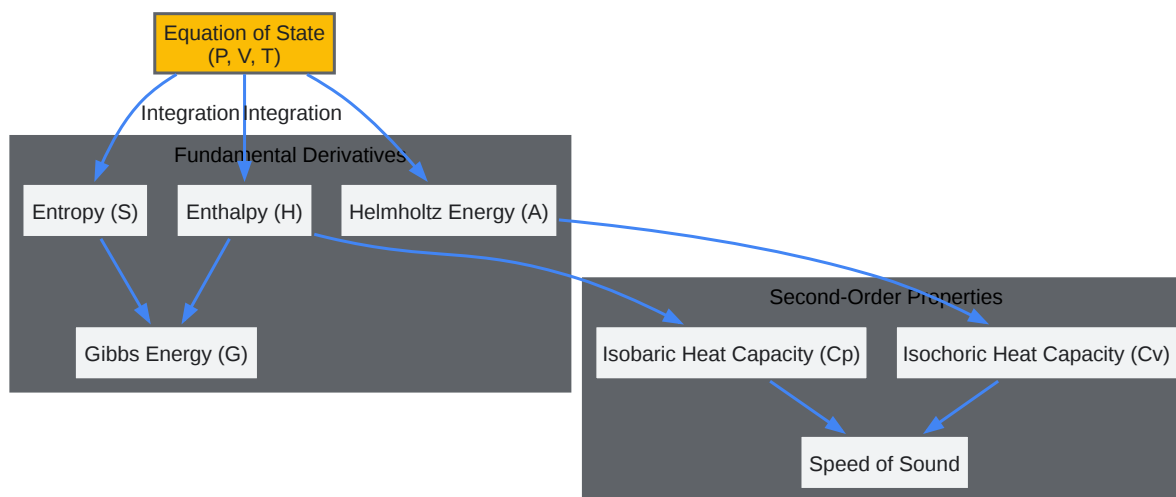 Equation of State
(P, V, T)
Integration
Integration
Fundamental Derivatives
Entropy (S)
Enthalpy (H)
Helmholtz Energy (A)
Second-Order Properties
Gibbs Energy (G)
Isobaric Heat Capacity (Cp)
Isochoric Heat Capacity (Cv)
Speed of Sound